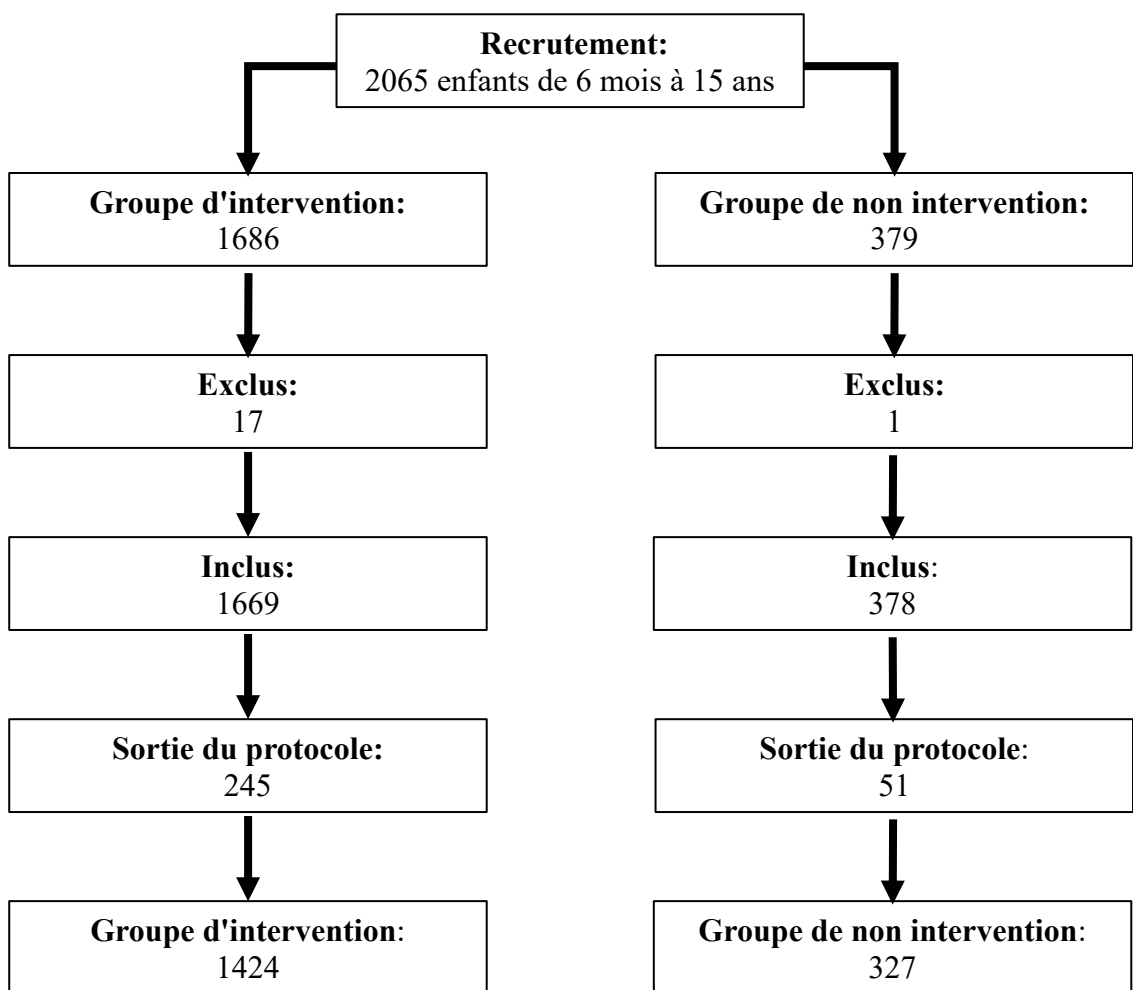 Recrutement:
2065 enfants de 6 mois à 15 ans
Groupe d'intervention:
1686
Groupe de non intervention:
379
Exclus:
17
Exclus:
1
Inclus:
1669
Inclus:
378
Sortie du protocole:
245
Sortie du protocole:
51
Groupe d'intervention:
1424
Groupe de non intervention:
327